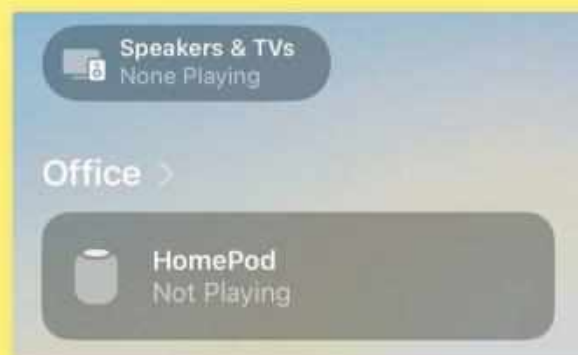 Speakers & TVs
None Playing
Office >
HomePod
Not Playing